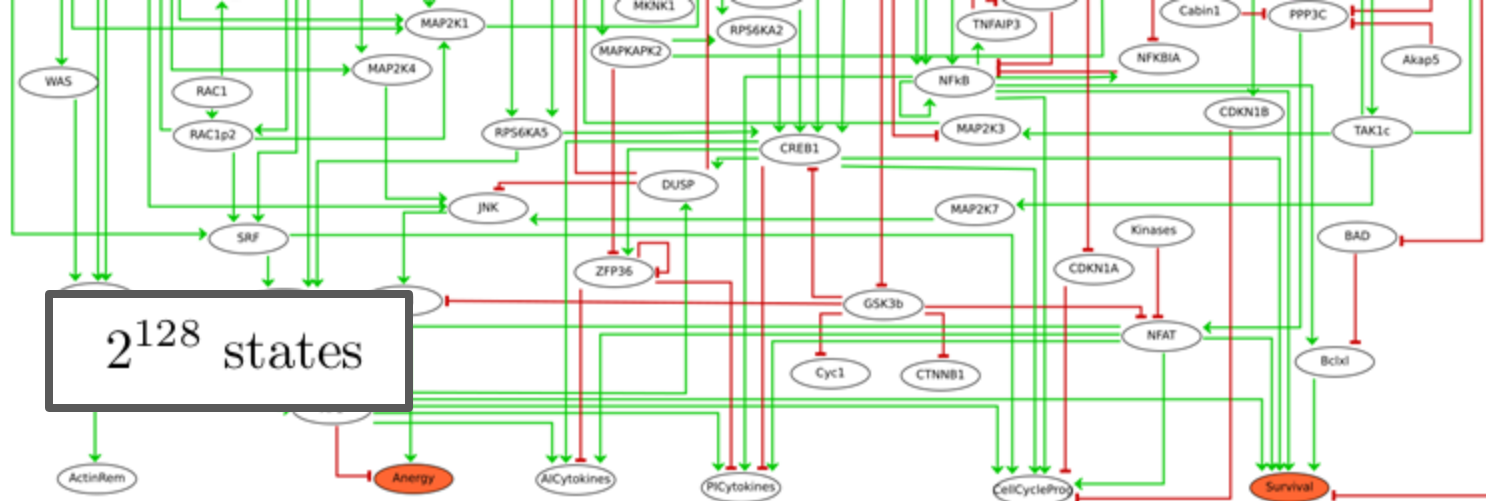 MKNK1
Cabin1
PPP3C
MAP2K1
TNFAIP3
RPS6KA2
MAPKAPK2
NFKBIA
Akap5
MAP2K4
WAS
RAC1
NFkB
CDKN1B
RAC1p2
RPS6KA5
MAP2K3
TAK1c
CREB1
DUSP
JNK
MAP2K7
SRF
Kinases
BAD
ZFP36
CDKN1A
GSK3b
NFAT
2^128 states
Cyc1
CTNNB1
Bclxl
ActinRem
Anergy
AICytokines
PICytokines
CellCycleProg
Survival